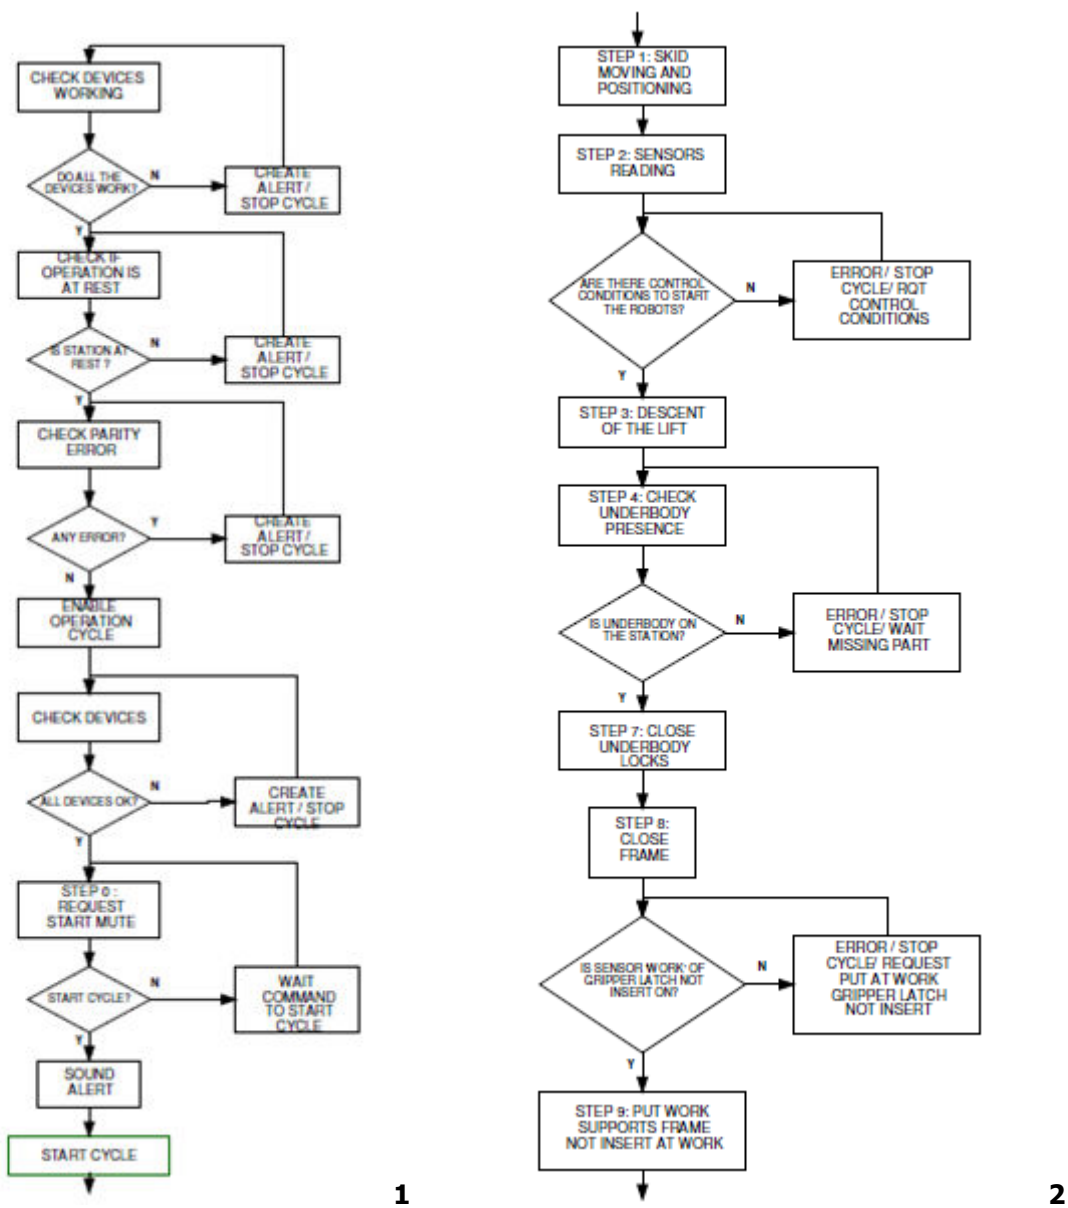 CHECK DEVICES
WORKING
DO ALL THE
DEVICES WORK?
N
CREATE
ALERT /
STOP CYCLE
Y
CHECK IF
OPERATION IS
AT REST
IS STATION AT
REST ?
N
CREATE
ALERT /
STOP CYCLE
Y
CHECK PARITY
ERROR
ANY ERROR?
Y
CREATE
ALERT /
STOP CYCLE
N
ENABLE
OPERATION
CYCLE
CHECK DEVICES
ALL DEVICES OK?
N
CREATE
ALERT / STOP
CYCLE
Y
STEP 0 :
REQUEST
START MUTE
START CYCLE?
N
WAIT
COMMAND
TO START
CYCLE
Y
SOUND
ALERT
START CYCLE
1
STEP 1: SKID
MOVING AND
POSITIONING
STEP 2: SENSORS
READING
ARE THERE CONTROL
CONDITIONS TO START
THE ROBOTS?
N
ERROR / STOP
CYCLE/ RQT
CONTROL
CONDITIONS
Y
STEP 3: DESCENT
OF THE LIFT
STEP 4: CHECK
UNDERBODY
PRESENCE
IS UNDERBODY ON
THE STATION?
N
ERROR / STOP
CYCLE/ WAIT
MISSING PART
Y
STEP 7: CLOSE
UNDERBODY
LOCKS
STEP 8:
CLOSE
FRAME
IS SENSOR 'WORK' OF
GRIPPER LATCH NOT
INSERT ON?
N
ERROR / STOP
CYCLE/ REQUEST
PUT AT WORK
GRIPPER LATCH
NOT INSERT
Y
STEP 9: PUT WORK
SUPPORTS FRAME
NOT INSERT AT WORK
2